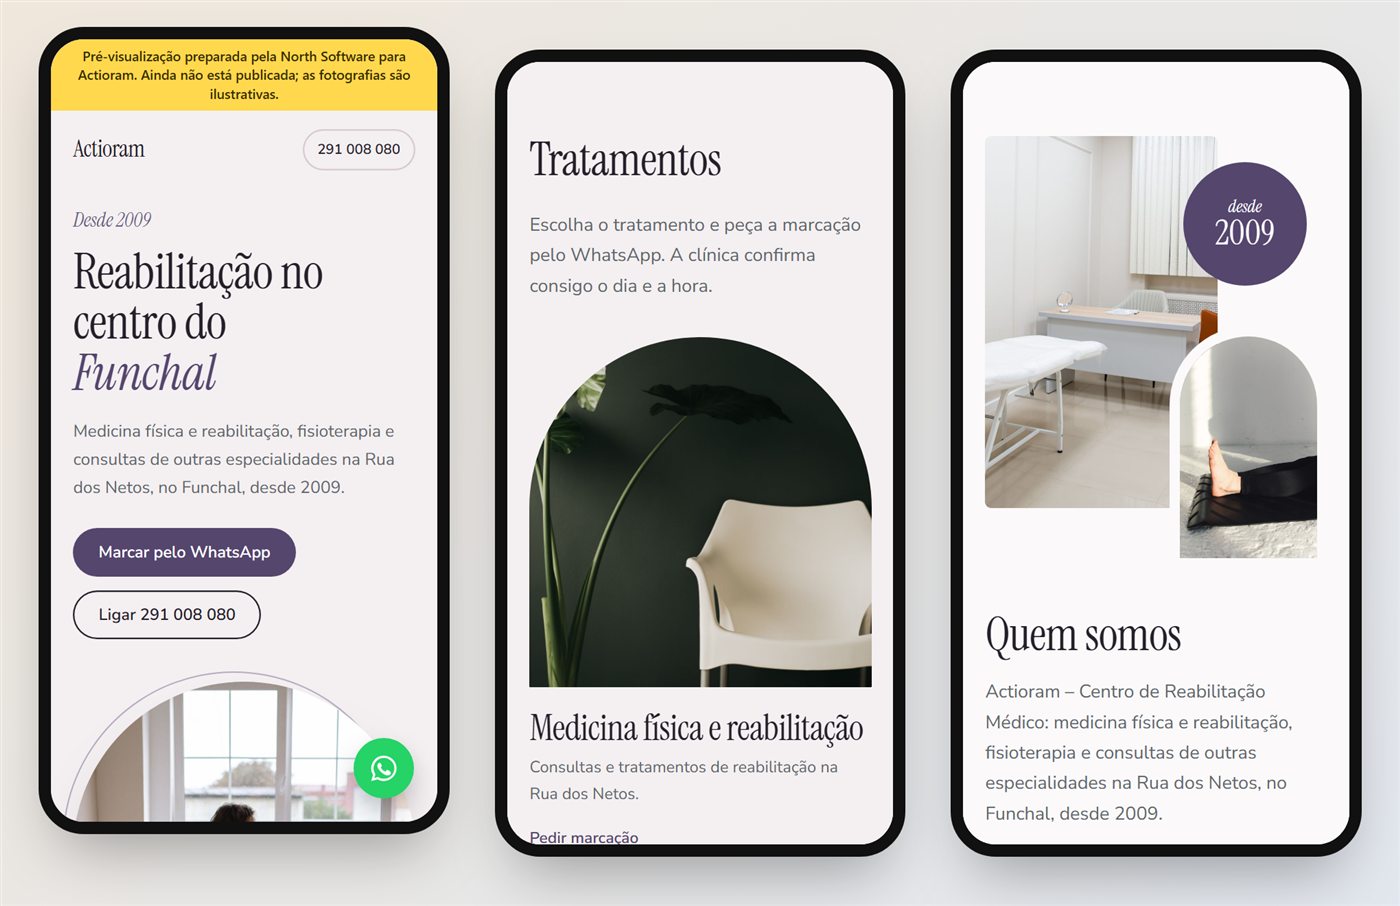 Pré-visualização preparada pela North Software para
Actioram. Ainda não está publicada; as fotografias são
ilustrativas.
Actioram
291 008 080
Desde 2009
Reabilitação no
centro do
Funchal
Medicina física e reabilitação, fisioterapia e
consultas de outras especialidades na Rua
dos Netos, no Funchal, desde 2009.
Marcar pelo WhatsApp
Ligar 291 008 080
Tratamentos
Escolha o tratamento e peça a marcação
pelo WhatsApp. A clínica confirma
consigo o dia e a hora.
Medicina física e reabilitação
Consultas e tratamentos de reabilitação na
Rua dos Netos.
Pedir marcação
desde
2009
Quem somos
Actioram – Centro de Reabilitação
Médico: medicina física e reabilitação,
fisioterapia e consultas de outras
especialidades na Rua dos Netos, no
Funchal, desde 2009.